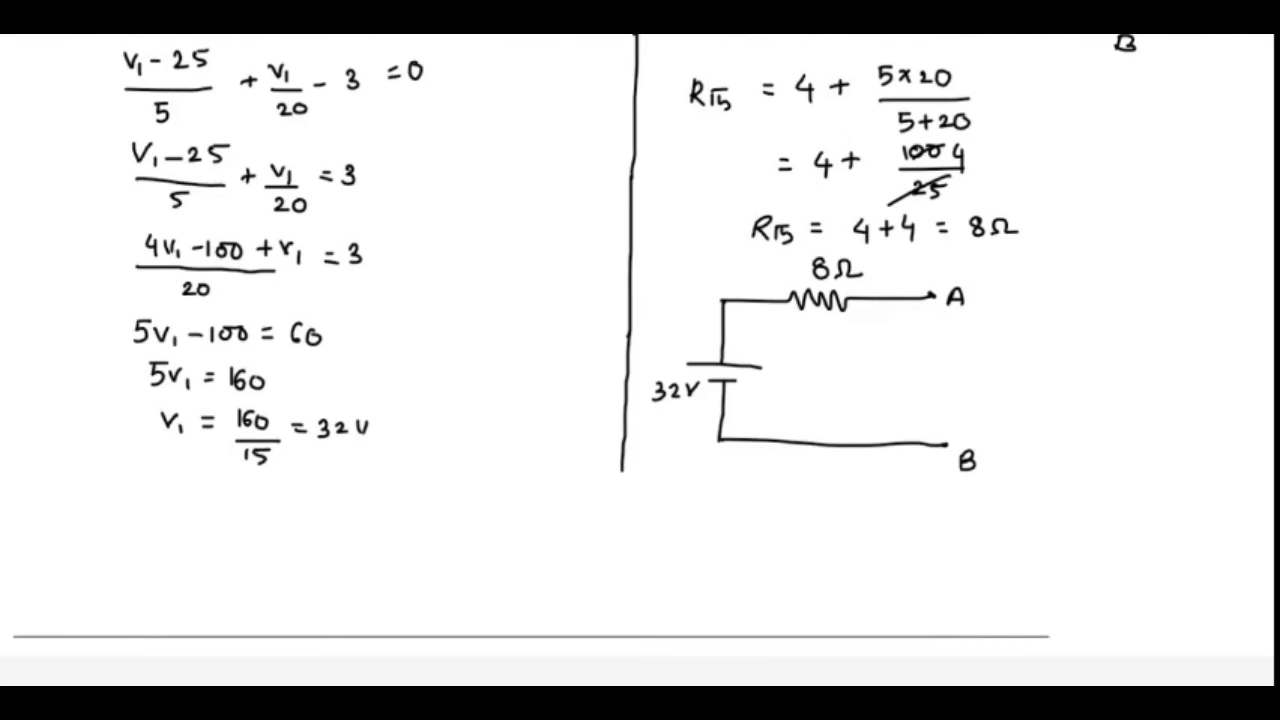 V₁ - 25 / 5 + V₁ / 20 - 3 = 0
V₁ - 25 / 5 + V₁ / 20 = 3
4V₁ - 100 + V₁ / 20 = 3
5V₁ - 100 = 60
5V₁ = 160
V₁ = 160 / 15 = 32V
B
R_Th = 4 + 5×20 / 5+20
= 4 + 100 4 / 25
R_Th = 4 + 4 = 8Ω
8Ω
A
32V
B